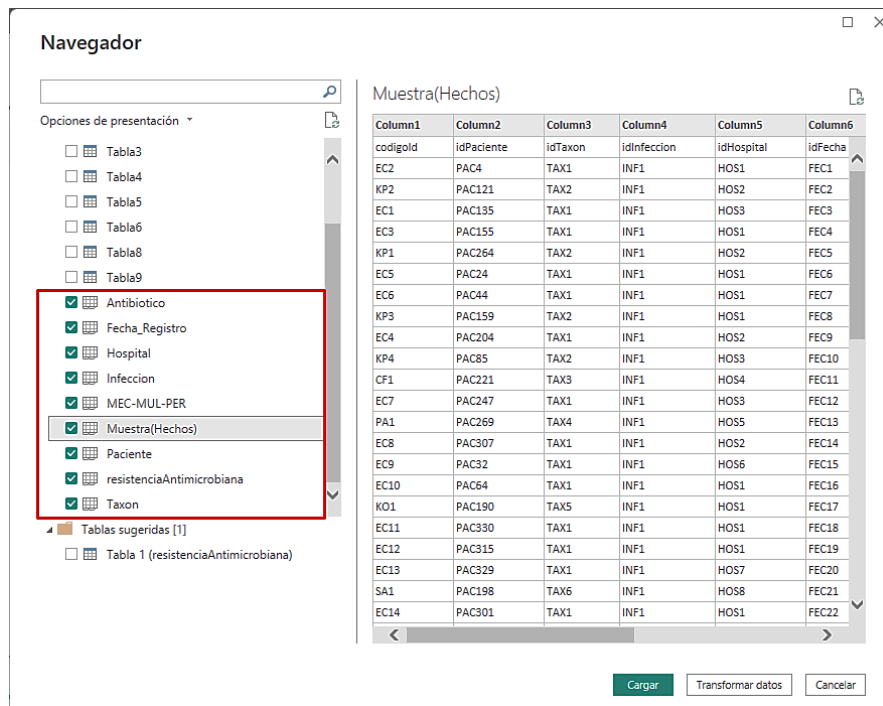 Navegador
Opciones de presentación
Tabla3
Tabla4
Tabla5
Tabla6
Tabla8
Tabla9
Antibiotico
Fecha_Registro
Hospital
Infeccion
MEC-MUL-PER
Muestra(Hechos)
Paciente
resistenciaAntimicrobiana
Taxon
Tablas sugeridas [1]
Tabla 1 (resistenciaAntimicrobiana)
Muestra(Hechos)
Column1 Column2 Column3 Column4 Column5 Column6
codigoId idPaciente idTaxon idInfeccion idHospital idFecha
EC2 PAC4 TAX1 INF1 HOS1 FEC1
KP2 PAC121 TAX2 INF1 HOS2 FEC2
EC1 PAC135 TAX1 INF1 HOS3 FEC3
EC3 PAC155 TAX1 INF1 HOS1 FEC4
KP1 PAC264 TAX2 INF1 HOS2 FEC5
EC5 PAC24 TAX1 INF1 HOS1 FEC6
EC6 PAC44 TAX1 INF1 HOS1 FEC7
KP3 PAC159 TAX2 INF1 HOS1 FEC8
EC4 PAC204 TAX1 INF1 HOS2 FEC9
KP4 PAC85 TAX2 INF1 HOS3 FEC10
CF1 PAC221 TAX3 INF1 HOS4 FEC11
EC7 PAC247 TAX1 INF1 HOS3 FEC12
PA1 PAC269 TAX4 INF1 HOS5 FEC13
EC8 PAC307 TAX1 INF1 HOS2 FEC14
EC9 PAC32 TAX1 INF1 HOS6 FEC15
EC10 PAC64 TAX1 INF1 HOS1 FEC16
KO1 PAC190 TAX5 INF1 HOS1 FEC17
EC11 PAC330 TAX1 INF1 HOS1 FEC18
EC12 PAC315 TAX1 INF1 HOS1 FEC19
EC13 PAC329 TAX1 INF1 HOS7 FEC20
SA1 PAC198 TAX6 INF1 HOS8 FEC21
EC14 PAC301 TAX1 INF1 HOS1 FEC22
Cargar Transformar datos Cancelar